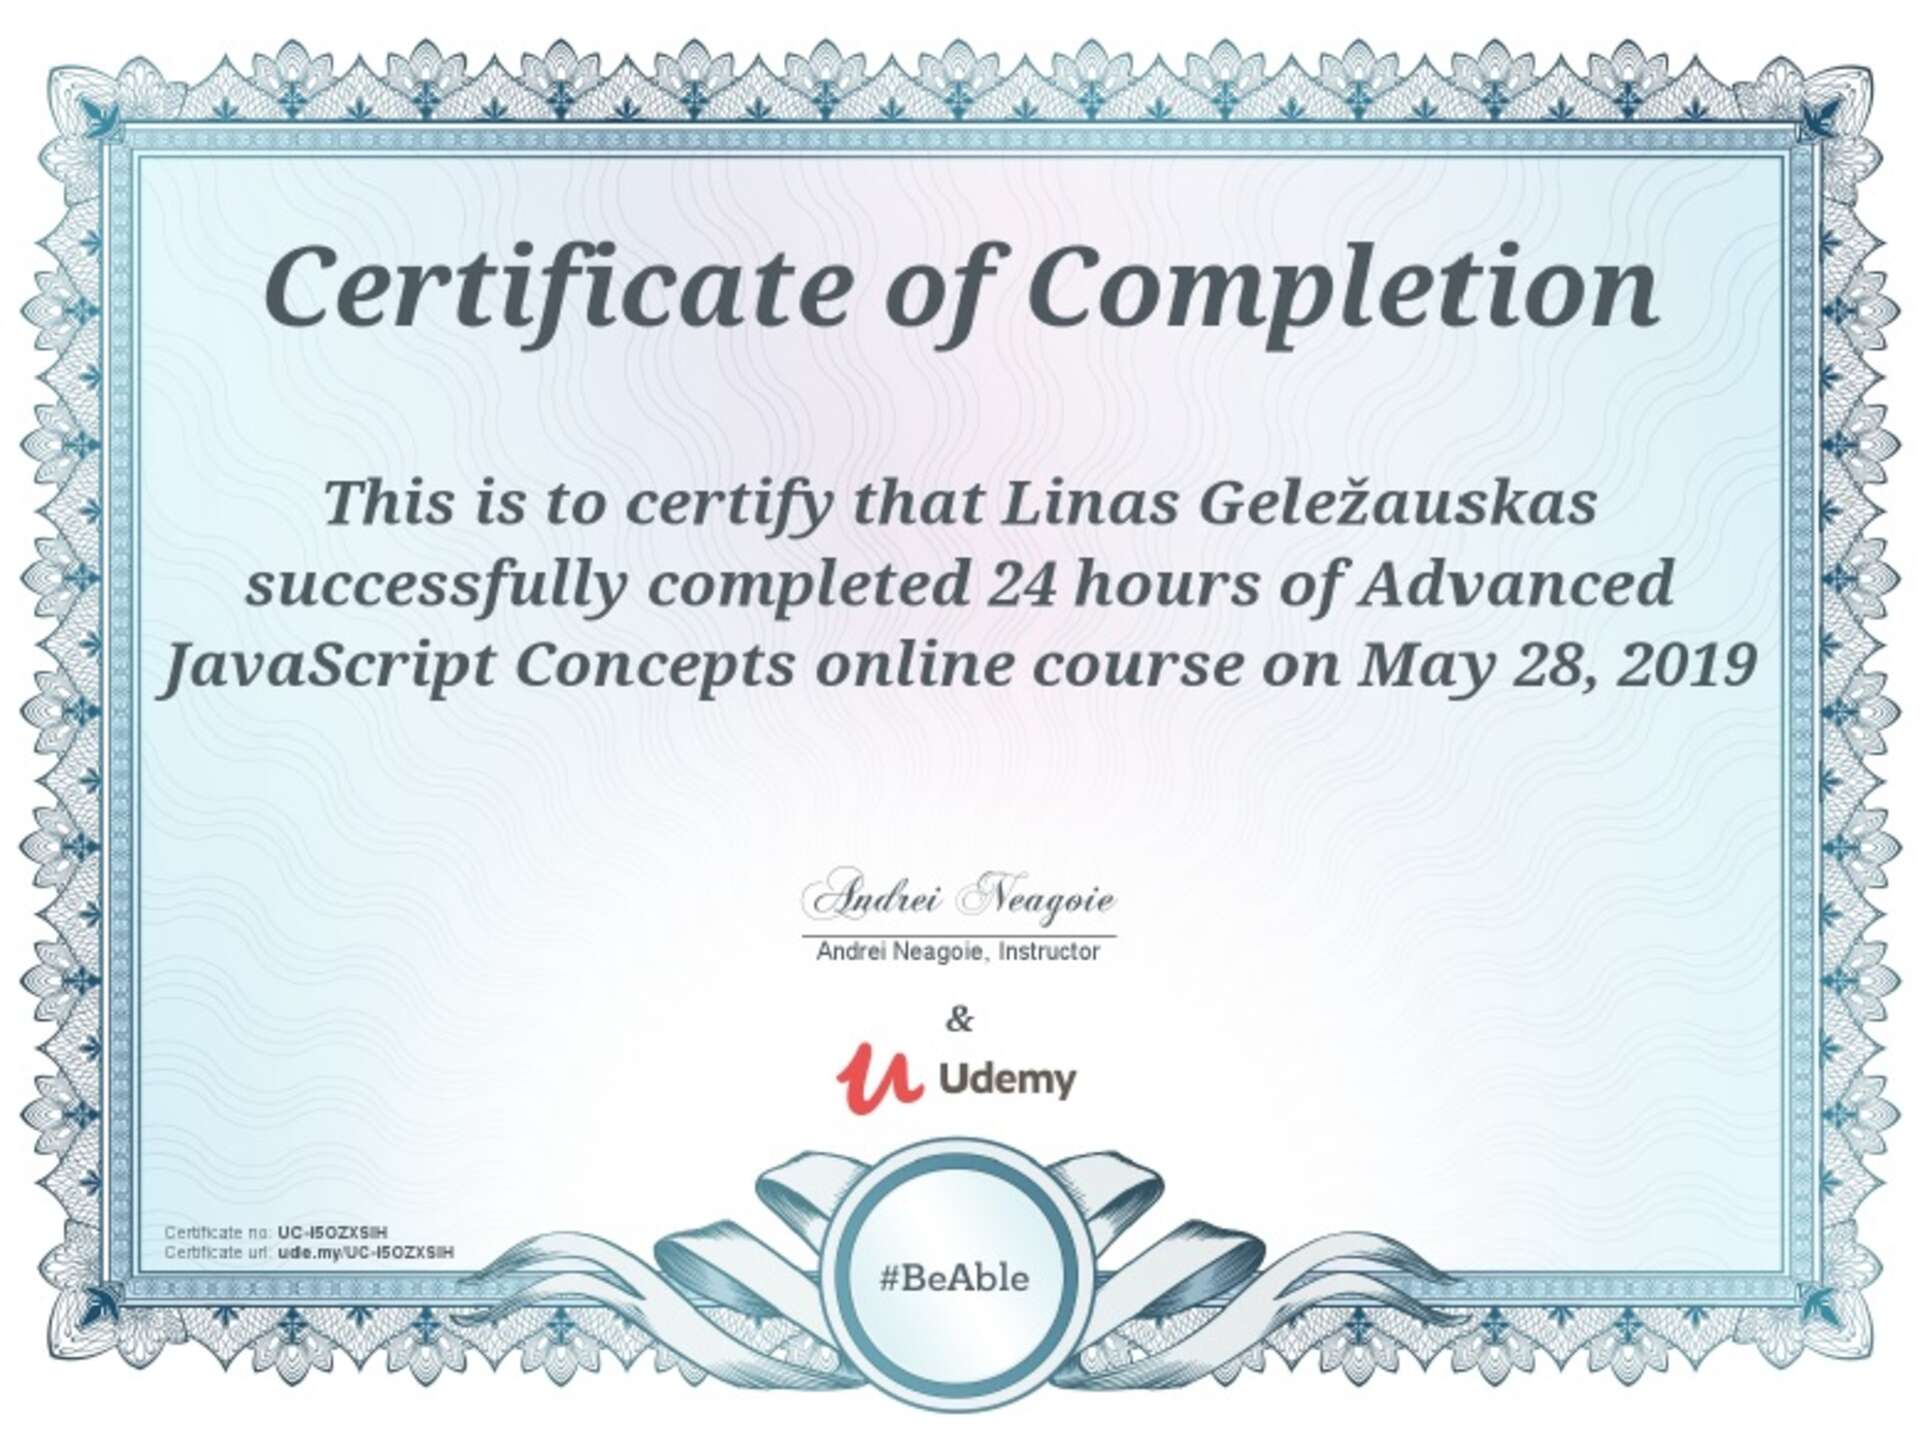 Certificate of Completion
This is to certify that Linas Geležauskas
successfully completed 24 hours of Advanced
JavaScript Concepts online course on May 28, 2019
Andrei Neagoie
Andrei Neagoie, Instructor
&
Udemy
Certificate no: UC-I5OZXSIH
Certificate url: ude.my/UC-I5OZXSIH
#BeAble